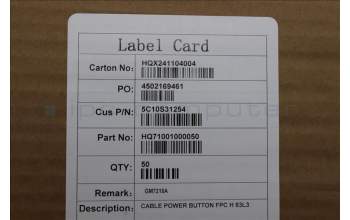 Label Card
Carton No: HQX241104004
PO: 4502169461
Cus P/N: 5C10S31254
Part No: HQ71001000050
QTY: 50
Remark: GM7218A
Description: CABLE POWER BUTTON FPC H 83L3